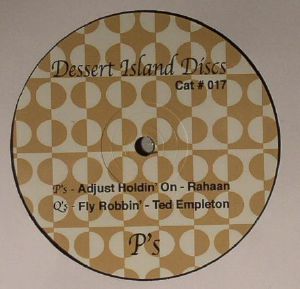 Dessert Island Discs
Cat # 017
P's - Adjust Holdin' On - Rahaan
Q's - Fly Robbin' - Ted Empleton
P's